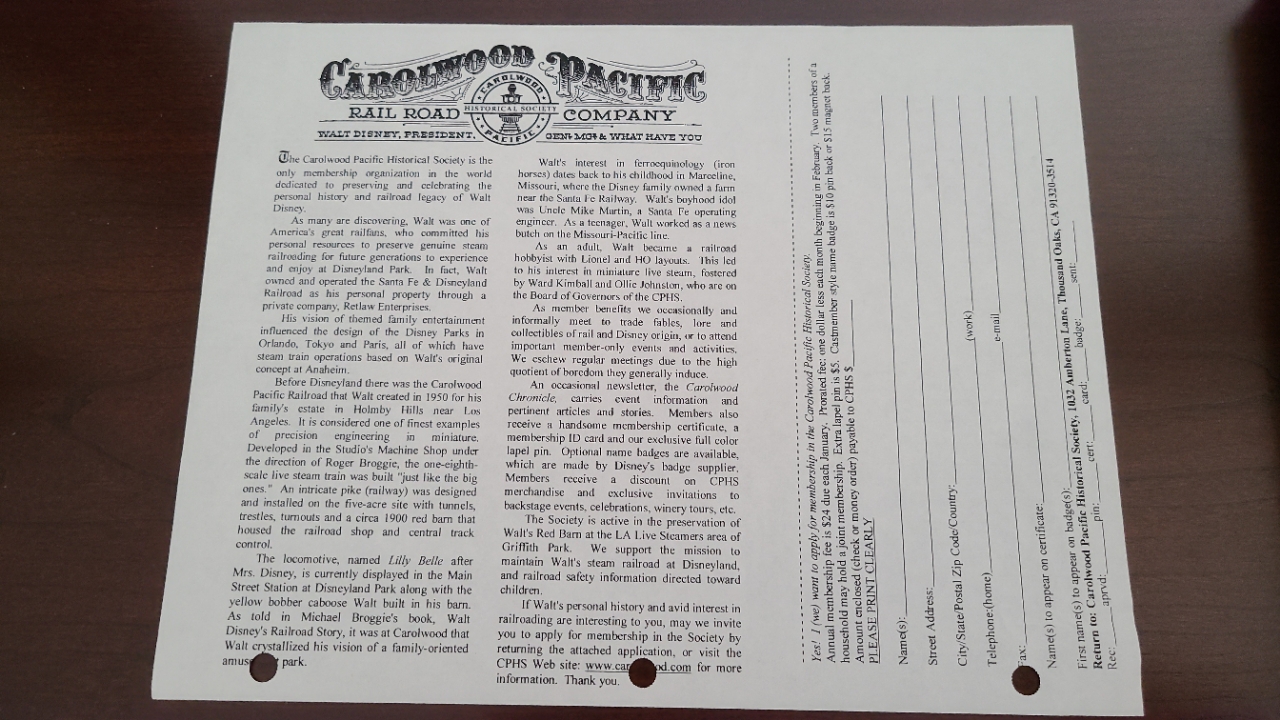 CAROLWOOD PACIFIC
CAROLWOOD
HISTORICAL SOCIETY
PACIFIC
RAIL ROAD COMPANY
WALT DISNEY, PRESIDENT. GENL MGR & WHAT HAVE YOU
The Carolwood Pacific Historical Society is the
only membership organization in the world
dedicated to preserving and celebrating the
personal history and railroad legacy of Walt
Disney.
As many are discovering, Walt was one of
America's great railfans, who committed his
personal resources to preserve genuine steam
railroading for future generations to experience
and enjoy at Disneyland Park. In fact, Walt
owned and operated the Santa Fe & Disneyland
Railroad as his personal property through a
private company, Retlaw Enterprises.
His vision of themed family entertainment
influenced the design of the Disney Parks in
Orlando, Tokyo and Paris, all of which have
steam train operations based on Walt's original
concept at Anaheim.
Before Disneyland there was the Carolwood
Pacific Railroad that Walt created in 1950 for his
family's estate in Holmby Hills near Los
Angeles. It is considered one of finest examples
of precision engineering in miniature.
Developed in the Studio's Machine Shop under
the direction of Roger Broggie, the one-eighth-
scale live steam train was built "just like the big
ones." An intricate pike (railway) was designed
and installed on the five-acre site with tunnels,
trestles, turnouts and a circa 1900 red barn that
housed the railroad shop and central track
control.
The locomotive, named Lilly Belle after
Mrs. Disney, is currently displayed in the Main
Street Station at Disneyland Park along with the
yellow bobber caboose Walt built in his barn.
As told in Michael Broggie's book, Walt
Disney's Railroad Story, it was at Carolwood that
Walt crystallized his vision of a family-oriented
amuse park.
Walt's interest in ferroequinology (iron
horses) dates back to his childhood in Marceline,
Missouri, where the Disney family owned a farm
near the Santa Fe Railway. Walt's boyhood idol
was Uncle Mike Martin, a Santa Fe operating
engineer. As a teenager, Walt worked as a news
butch on the Missouri-Pacific line.
As an adult, Walt became a railroad
hobbyist with Lionel and HO layouts. This led
to his interest in miniature live steam, fostered
by Ward Kimball and Ollie Johnston, who are on
the Board of Governors of the CPHS.
As member benefits we occasionally and
informally meet to trade fables, lore and
collectibles of rail and Disney origin, or to attend
important member-only events and activities.
We eschew regular meetings due to the high
quotient of boredom they generally induce.
An occasional newsletter, the Carolwood
Chronicle, carries event information and
pertinent articles and stories. Members also
receive a handsome membership certificate, a
membership ID card and our exclusive full color
lapel pin. Optional name badges are available,
which are made by Disney's badge supplier.
Members receive a discount on CPHS
merchandise and exclusive invitations to
backstage events, celebrations, winery tours, etc.
The Society is active in the preservation of
Walt's Red Barn at the LA Live Steamers area of
Griffith Park. We support the mission to
maintain Walt's steam railroad at Disneyland,
and railroad safety information directed toward
children.
If Walt's personal history and avid interest in
railroading are interesting to you, may we invite
you to apply for membership in the Society by
returning the attached application, or visit the
CPHS Web site: www.car od.com for more
information. Thank you.
Yes! I (we) want to apply for membership in the Carolwood Pacific Historical Society.
Annual membership fee is $24 due each January. Prorated fee: one dollar less each month beginning in February. Two members of a
household may hold a joint membership. Extra lapel pin is $5. Castmember style name badge is $10 pin back or $15 magnet back.
Amount enclosed (check or money order) payable to CPHS $
PLEASE PRINT CLEARLY
Name(s):
Street Address:
City/State/Postal Zip Code/Country:
Telephone:(home) (work)
Fax: e-mail
Name(s) to appear on certificate:
First name(s) to appear on badge(s):
Return to: Carolwood Pacific Historical Society, 1032 Amberton Lane, Thousand Oaks, CA 91320-3514
Rec: aprvd: pin: cert: card: badge: sent: